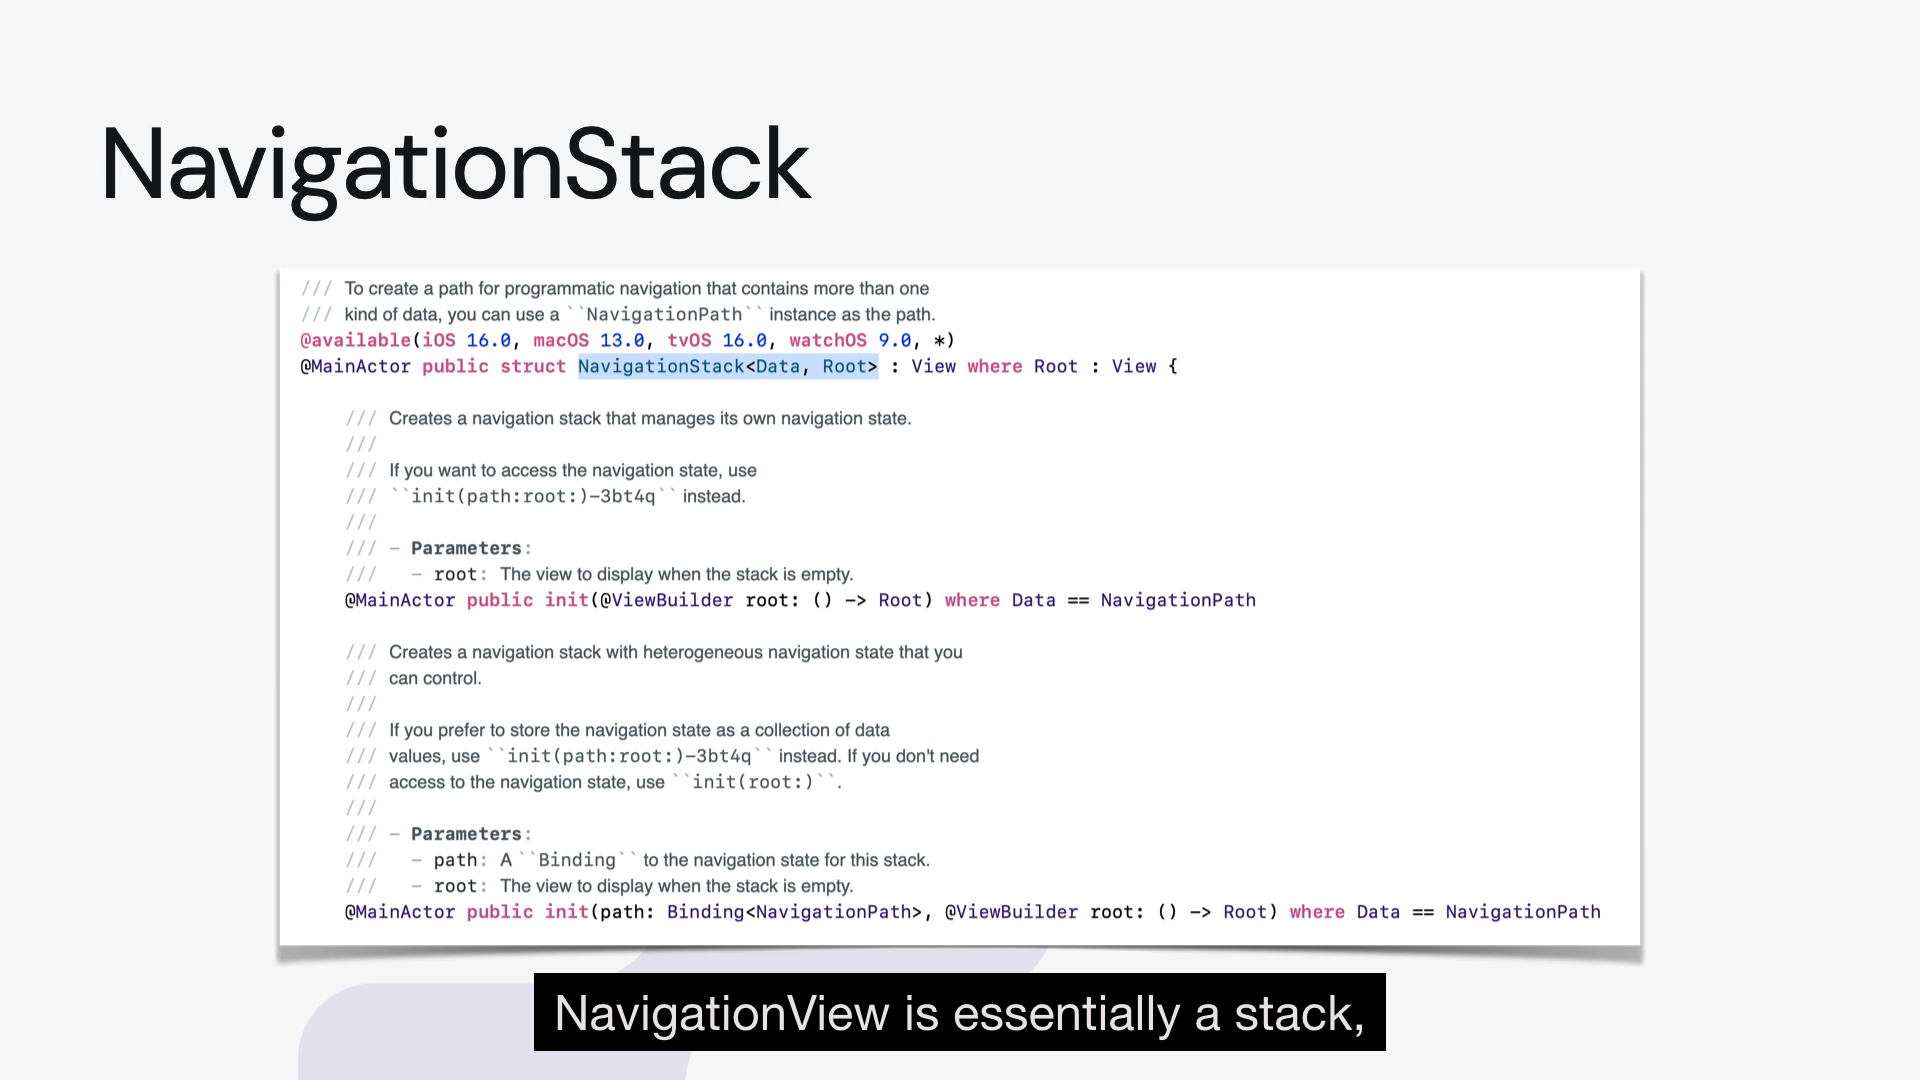 NavigationStack
/// To create a path for programmatic navigation that contains more than one
/// kind of data, you can use a ``NavigationPath`` instance as the path.
@available(iOS 16.0, macOS 13.0, tvOS 16.0, watchOS 9.0, *)
@MainActor public struct NavigationStack<Data, Root> : View where Root : View {
/// Creates a navigation stack that manages its own navigation state.
///
/// If you want to access the navigation state, use
/// ``init(path:root:)-3bt4q`` instead.
///
/// - Parameters:
///   - root: The view to display when the stack is empty.
@MainActor public init(@ViewBuilder root: () -> Root) where Data == NavigationPath
/// Creates a navigation stack with heterogeneous navigation state that you
/// can control.
///
/// If you prefer to store the navigation state as a collection of data
/// values, use ``init(path:root:)-3bt4q`` instead. If you don't need
/// access to the navigation state, use ``init(root:)``.
///
/// - Parameters:
///   - path: A ``Binding`` to the navigation state for this stack.
///   - root: The view to display when the stack is empty.
@MainActor public init(path: Binding<NavigationPath>, @ViewBuilder root: () -> Root) where Data == NavigationPath
NavigationView is essentially a stack,